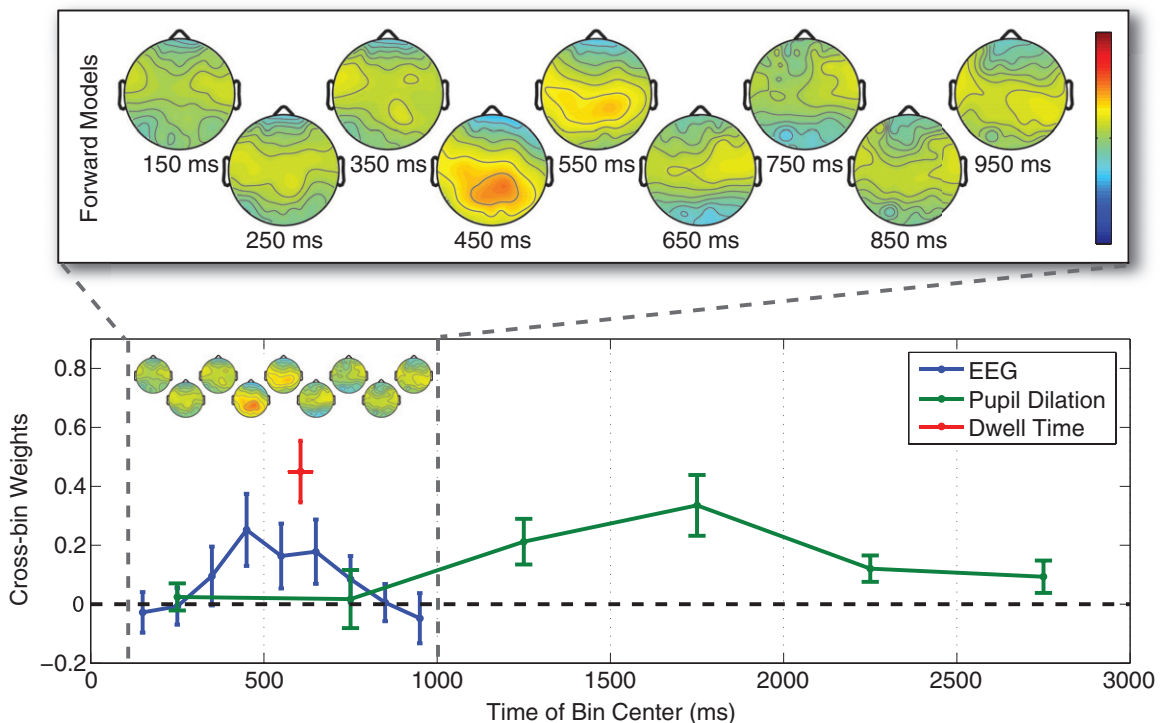 Forward Models
150 ms
350 ms
550 ms
750 ms
950 ms
250 ms
450 ms
650 ms
850 ms
Cross-bin Weights
0.8
0.6
0.4
0.2
0
−0.2
EEG
Pupil Dilation
Dwell Time
0
500
1000
1500
2000
2500
3000
Time of Bin Center (ms)